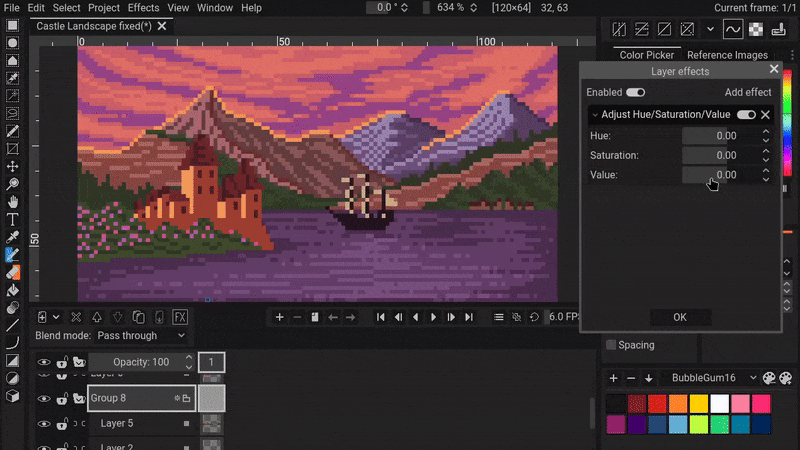 File Edit Select Project Effects View Window Help 0.0 ° 634 % [120×64] 32, 63 Current frame: 1/1
Castle Landscape fixed(*)
0 50 100
50
Color Picker Reference Images
Layer effects
Enabled Add effect
Adjust Hue/Saturation/Value
Hue: 0.00
Saturation: 0.00
Value: 0.00
OK
FX 6.0 FPS
Blend mode: Pass through
Opacity: 100 1
Spacing
BubbleGum16
Group 8
Layer 5
Layer 2